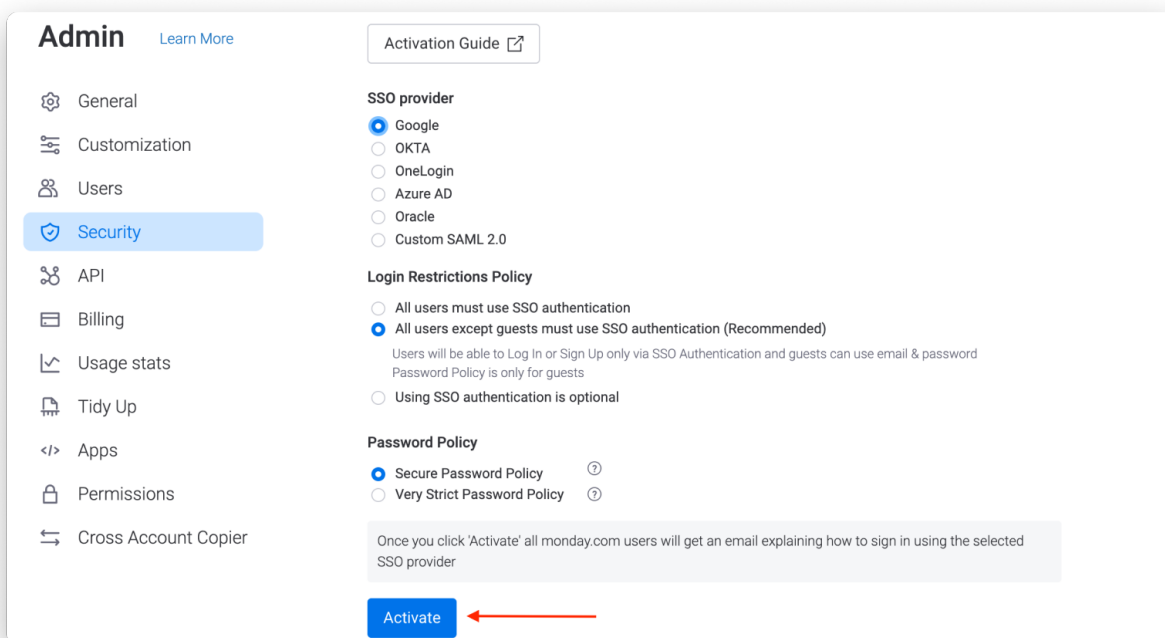 Admin
Learn More
General
Customization
Users
Security
API
Billing
Usage stats
Tidy Up
Apps
Permissions
Cross Account Copier
Activation Guide
SSO provider
Google
OKTA
OneLogin
Azure AD
Oracle
Custom SAML 2.0
Login Restrictions Policy
All users must use SSO authentication
All users except guests must use SSO authentication (Recommended)
Users will be able to Log In or Sign Up only via SSO Authentication and guests can use email & password
Password Policy is only for guests
Using SSO authentication is optional
Password Policy
Secure Password Policy ?
Very Strict Password Policy ?
Once you click 'Activate' all monday.com users will get an email explaining how to sign in using the selected
SSO provider
Activate